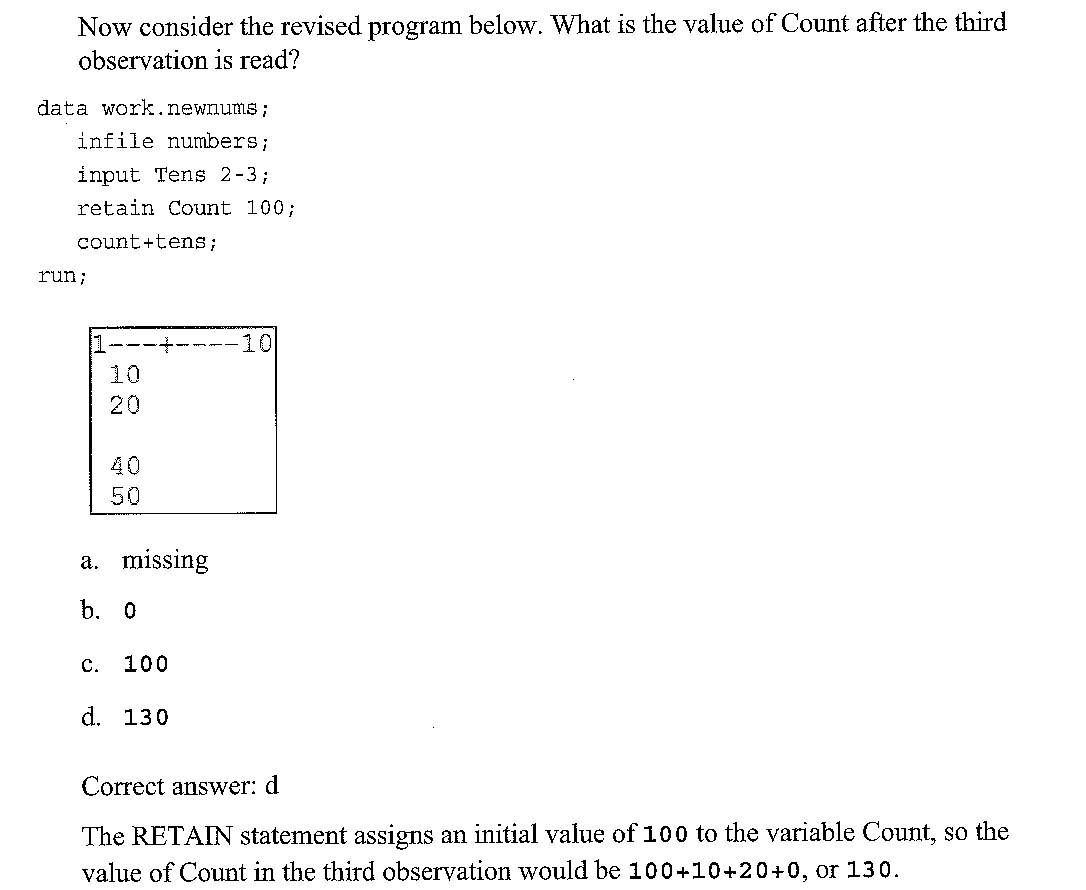 Now consider the revised program below. What is the value of Count after the third
observation is read?
data work.newnums;
infile numbers;
input Tens 2-3;
retain Count 100;
count+tens;
run;
1---+----10
10
20
40
50
a. missing
b. 0
c. 100
d. 130
Correct answer: d
The RETAIN statement assigns an initial value of 100 to the variable Count, so the
value of Count in the third observation would be 100+10+20+0, or 130.